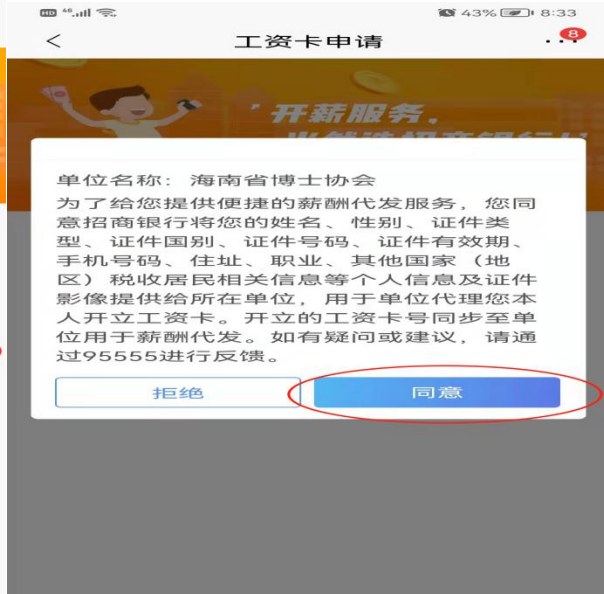 HD 46 43% 8:33
< 工资卡申请 8
开薪服务,
单位名称: 海南省博士协会
为了给您提供便捷的薪酬代发服务, 您同
意招商银行将您的姓名、性别、证件类
型、证件国别、证件号码、证件有效期、
手机号码、住址、职业、其他国家 (地
区) 税收居民相关信息等个人信息及证件
影像提供给所在单位, 用于单位代理您本
人开立工资卡。开立的工资卡号同步至单
位用于薪酬代发。如有疑问或建议, 请通
过95555进行反馈。
拒绝 同意